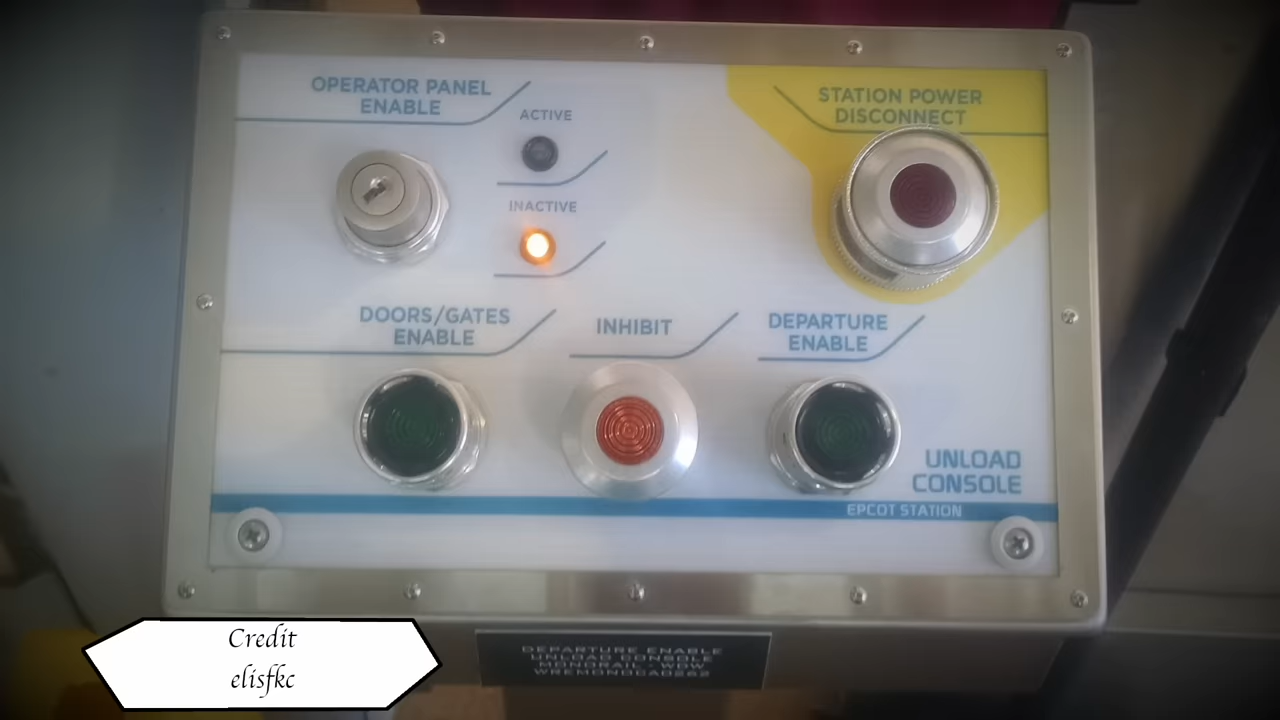 OPERATOR PANEL
ENABLE
ACTIVE
INACTIVE
STATION POWER
DISCONNECT
DOORS/GATES
ENABLE
INHIBIT
DEPARTURE
ENABLE
UNLOAD
CONSOLE
EPCOT STATION
DEPARTURE ENABLE
UNLOAD CONSOLE
MONORAIL - WDW
WREMONOCAD262
Credit
elisfkc